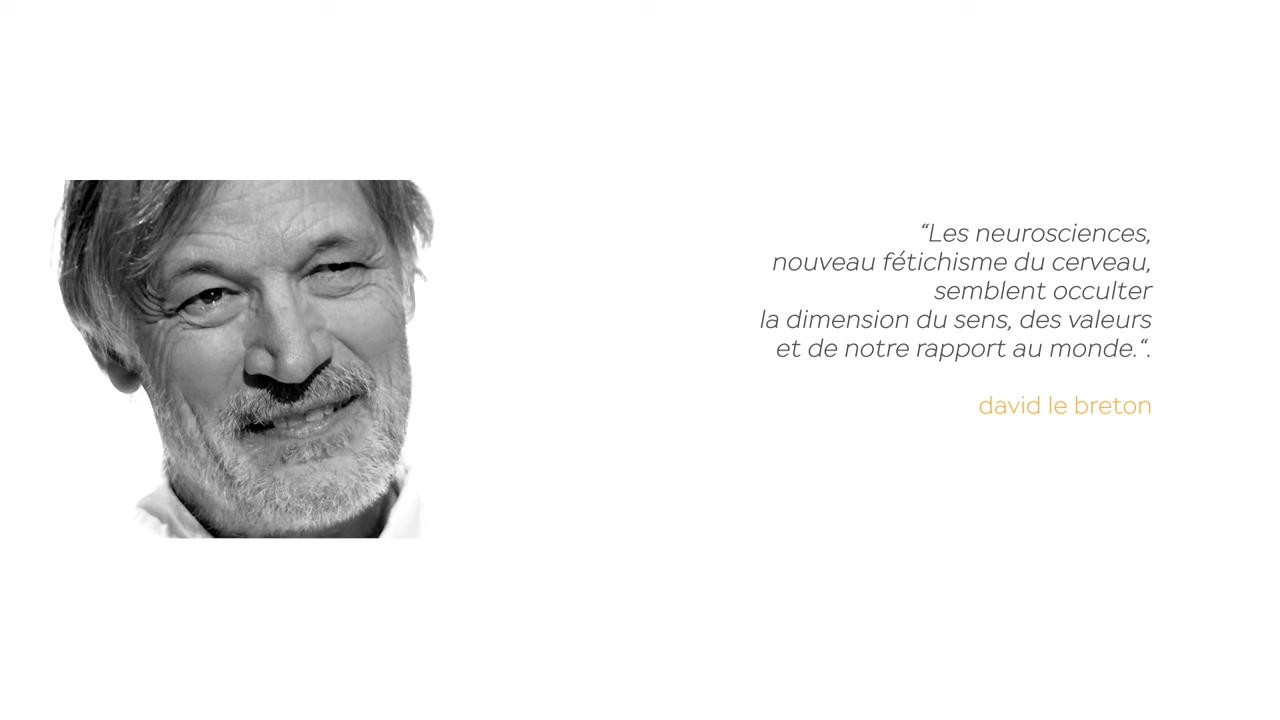 “Les neurosciences,
nouveau fétichisme du cerveau,
semblent occulter
la dimension du sens, des valeurs
et de notre rapport au monde.“.
david le breton